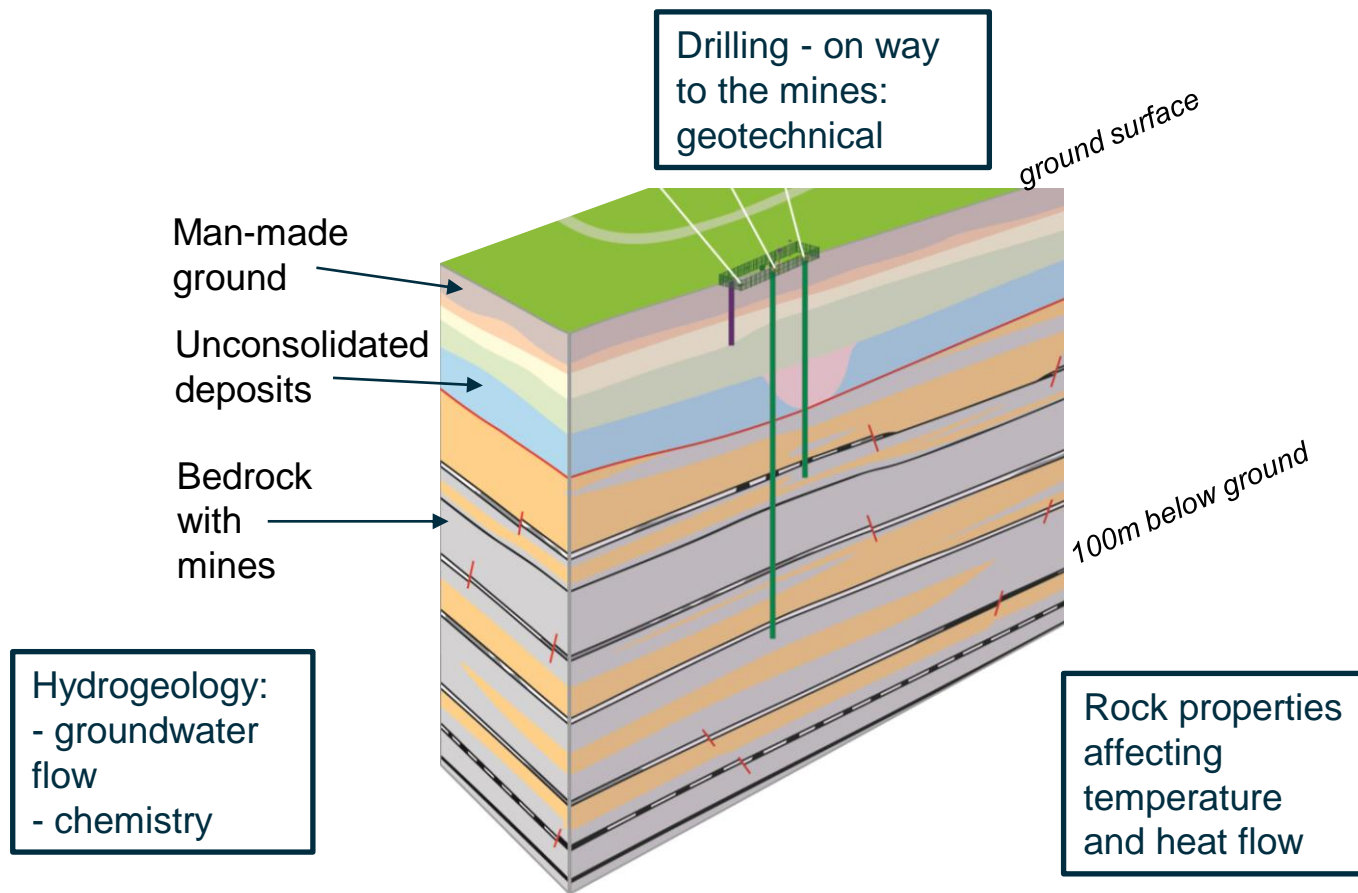 Drilling - on way
to the mines:
geotechnical
ground surface
Man-made
ground
Unconsolidated
deposits
Bedrock
with
mines
100m below ground
Hydrogeology:
- groundwater
flow
- chemistry
Rock properties
affecting
temperature
and heat flow